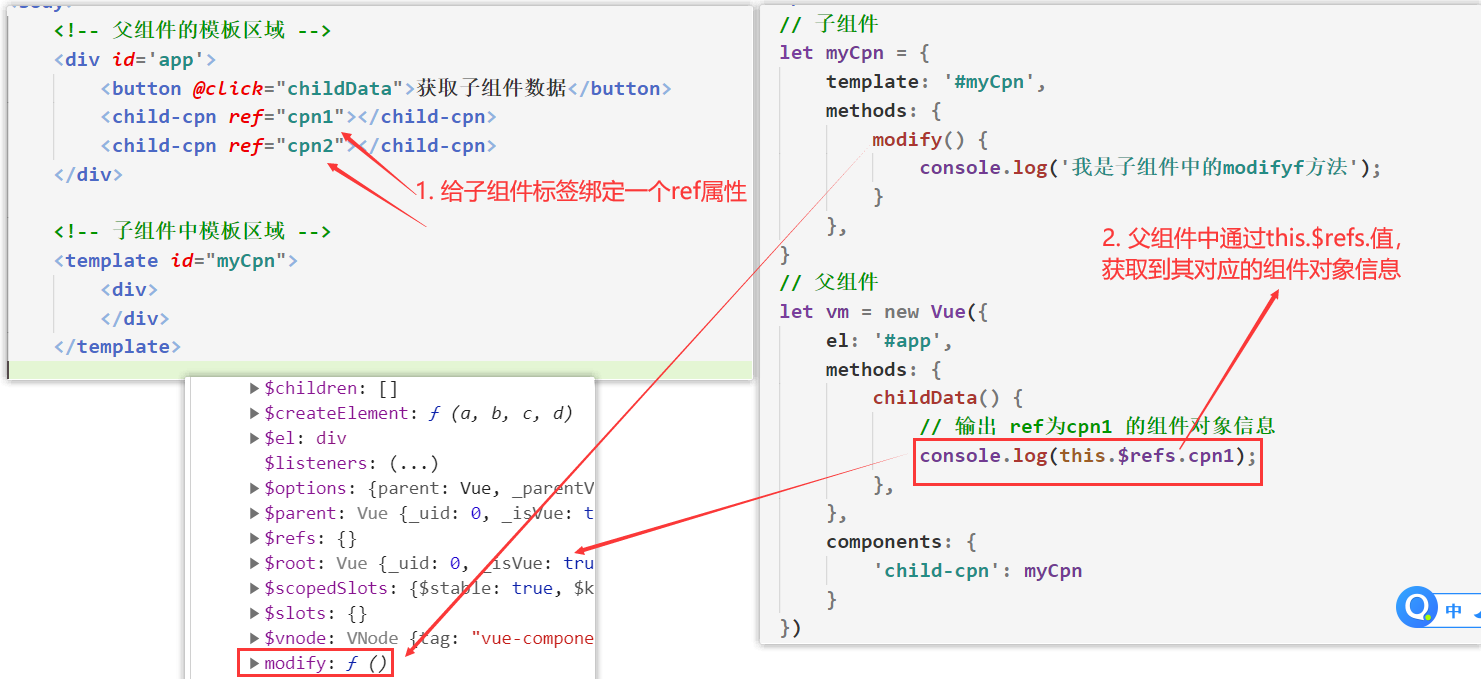 <body>
<!-- 父组件的模板区域 -->
<div id='app'>
<button @click="childData">获取子组件数据</button>
<child-cpn ref="cpn1"></child-cpn>
<child-cpn ref="cpn2"></child-cpn>
</div>
1. 给子组件标签绑定一个ref属性
<!-- 子组件中模板区域 -->
<template id="myCpn">
<div>
</div>
</template>
$children: []
$createElement: ƒ (a, b, c, d)
$el: div
$listeners: (...)
$options: {parent: Vue, _parentV
$parent: Vue {_uid: 0, _isVue: t
$refs: {}
$root: Vue {_uid: 0, _isVue: tru
$scopedSlots: {$stable: true, $k
$slots: {}
$vnode: VNode {tag: "vue-compone
modify: ƒ ()
// 子组件
let myCpn = {
template: '#myCpn',
methods: {
modify() {
console.log('我是子组件中的modifyf方法');
}
},
}
2. 父组件中通过this.$refs.值,
获取到其对应的组件对象信息
// 父组件
let vm = new Vue({
el: '#app',
methods: {
childData() {
// 输出 ref为cpn1 的组件对象信息
console.log(this.$refs.cpn1);
},
},
components: {
'child-cpn': myCpn
}
})
中